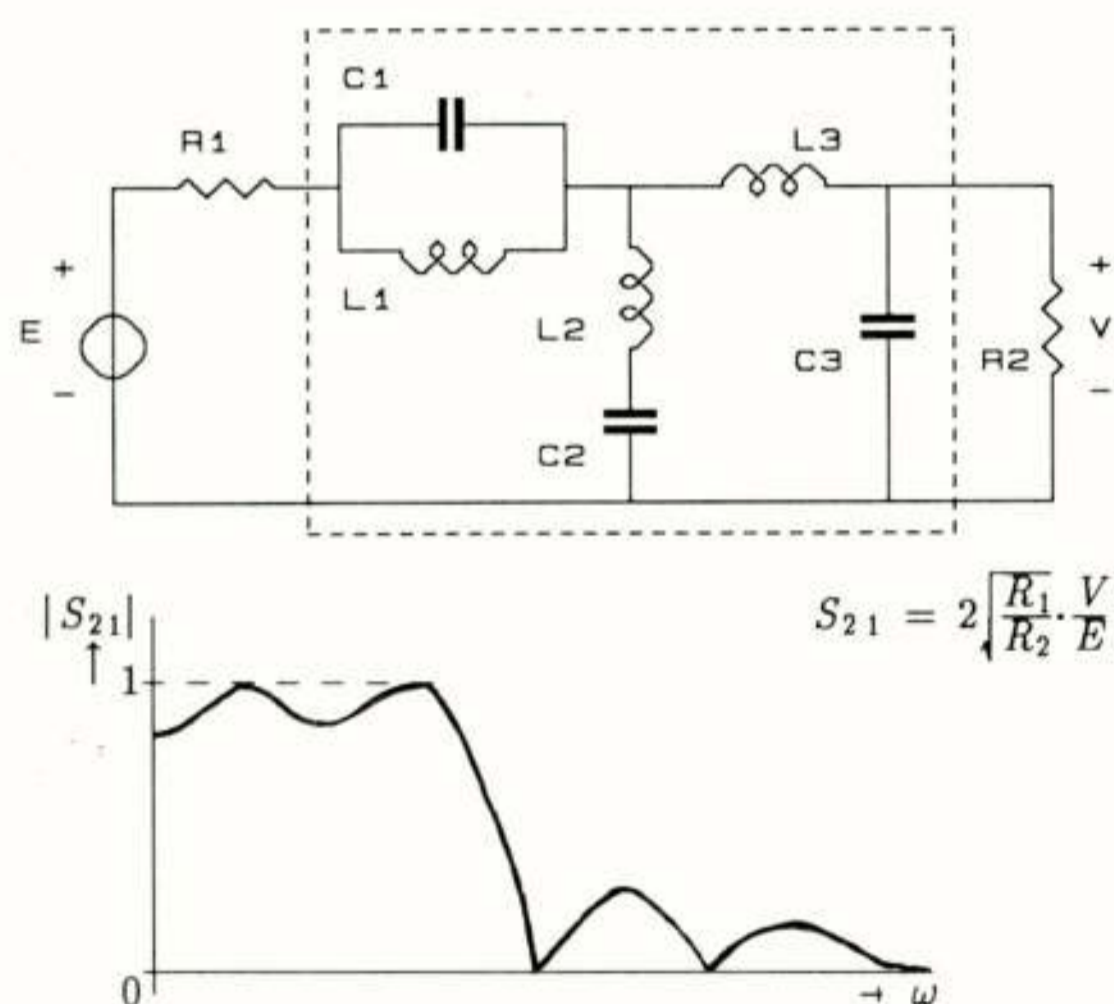 C1
R1
L3
L1
+
E
-
L2
C2
C3
R2
+
V
-
|S₂₁|
↑
1
0
→ ω
S₂₁ = 2√(R₁/R₂) · V/E